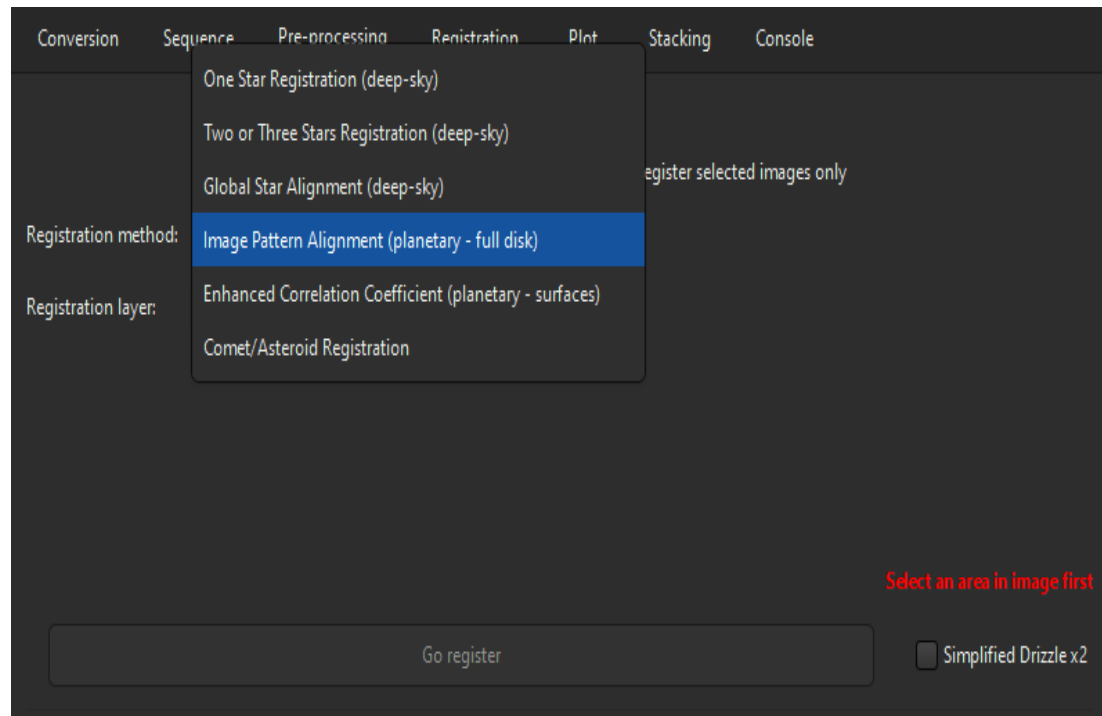 Conversion Sequence Pre-processing Registration Plot Stacking Console
One Star Registration (deep-sky)
Two or Three Stars Registration (deep-sky)
egister selected images only
Global Star Alignment (deep-sky)
Registration method:
Image Pattern Alignment (planetary - full disk)
Enhanced Correlation Coefficient (planetary - surfaces)
Registration layer:
Comet/Asteroid Registration
Select an area in image first
Go register
Simplified Drizzle x2